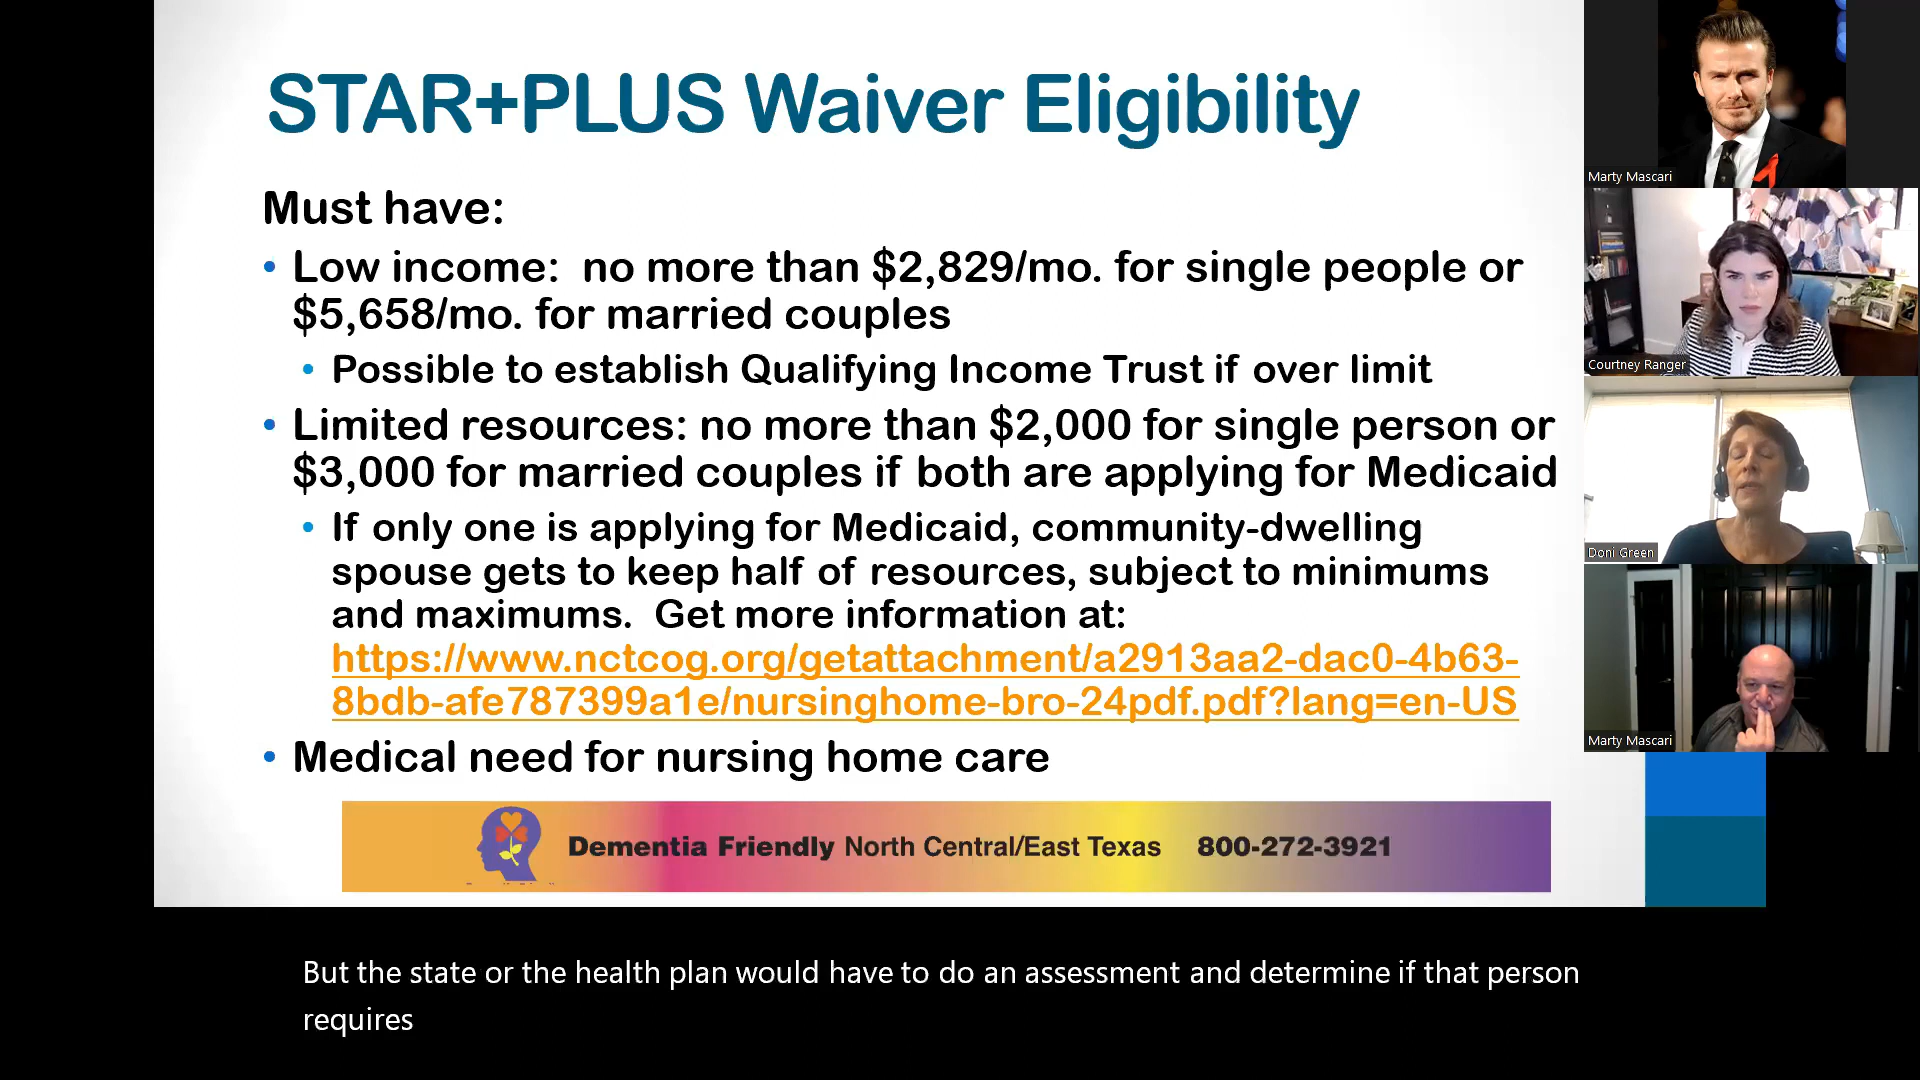 STAR+PLUS Waiver Eligibility
Must have:
• Low income:  no more than $2,829/mo. for single people or
$5,658/mo. for married couples
• Possible to establish Qualifying Income Trust if over limit
• Limited resources: no more than $2,000 for single person or
$3,000 for married couples if both are applying for Medicaid
• If only one is applying for Medicaid, community-dwelling
spouse gets to keep half of resources, subject to minimums
and maximums.  Get more information at:
https://www.nctcog.org/getattachment/a2913aa2-dac0-4b63-
8bdb-afe787399a1e/nursinghome-bro-24pdf.pdf?lang=en-US
• Medical need for nursing home care
Dementia Friendly North Central/East Texas 800-272-3921
Marty Mascari
Courtney Ranger
Doni Green
Marty Mascari
But the state or the health plan would have to do an assessment and determine if that person
requires